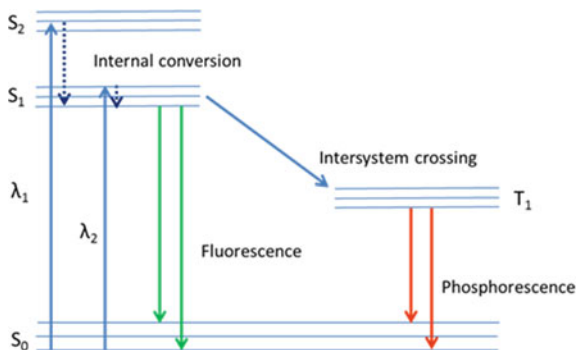 S2
Internal conversion
S1
Intersystem crossing
λ1
T1
λ2
Fluorescence
Phosphorescence
S0